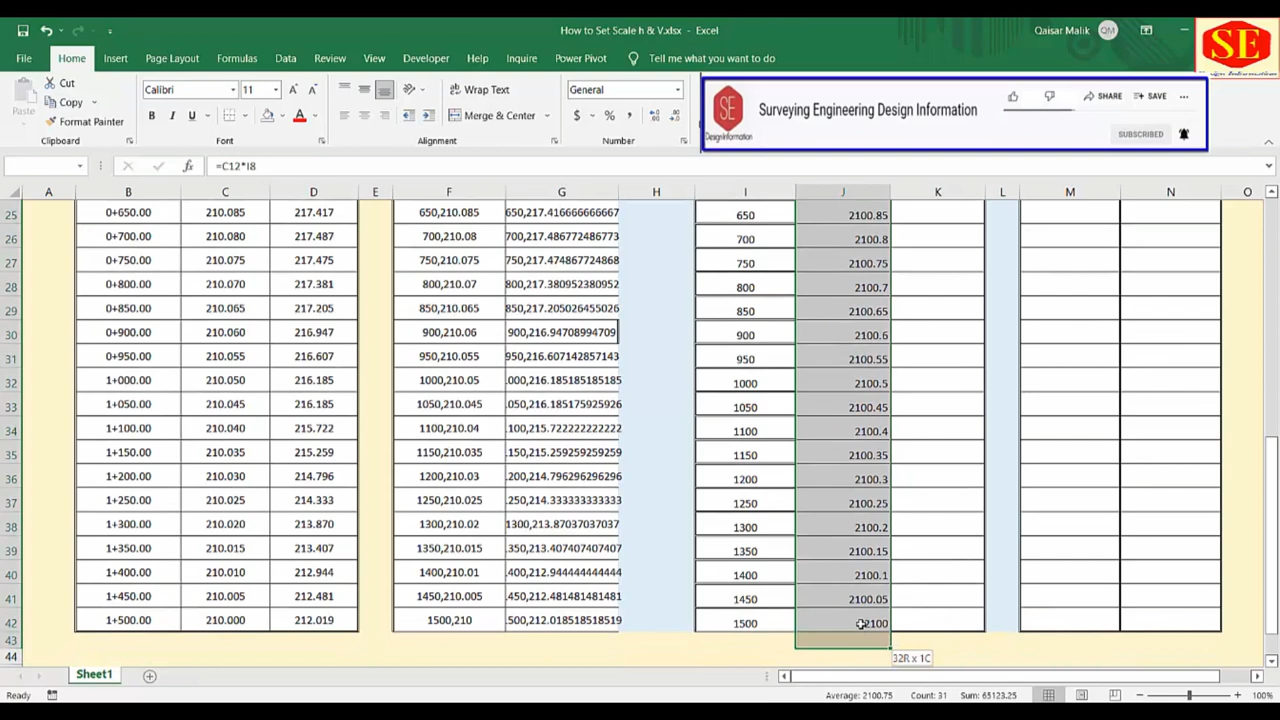 How to Set Scale h & V.xlsx - Excel
Qaisar Malik
QM
SE
File Home Insert Page Layout Formulas Data Review View Developer Help Inquire Power Pivot Tell me what you want to do
Cut
Copy
Format Painter
Paste
Clipboard
Calibri 11
B I U
Font
Wrap Text
Merge & Center
Alignment
General
$ % ,
Number
SE
DesignInformation
Surveying Engineering Design Information
SHARE SAVE
SUBSCRIBED
fx =C12*I8
A B C D E F G H I J K L M N O
25 0+650.00 210.085 217.417 650,210.085 650,217.416666666667 650 2100.85
26 0+700.00 210.080 217.487 700,210.08 700,217.486772486773 700 2100.8
27 0+750.00 210.075 217.475 750,210.075 750,217.474867724868 750 2100.75
28 0+800.00 210.070 217.381 800,210.07 800,217.380952380952 800 2100.7
29 0+850.00 210.065 217.205 850,210.065 850,217.205026455026 850 2100.65
30 0+900.00 210.060 216.947 900,210.06 900,216.94708994709 900 2100.6
31 0+950.00 210.055 216.607 950,210.055 950,216.607142857143 950 2100.55
32 1+000.00 210.050 216.185 1000,210.05 000,216.185185185185 1000 2100.5
33 1+050.00 210.045 216.185 1050,210.045 .050,216.185175925926 1050 2100.45
34 1+100.00 210.040 215.722 1100,210.04 .100,215.722222222222 1100 2100.4
35 1+150.00 210.035 215.259 1150,210.035 .150,215.259259259259 1150 2100.35
36 1+200.00 210.030 214.796 1200,210.03 .200,214.796296296296 1200 2100.3
37 1+250.00 210.025 214.333 1250,210.025 .250,214.333333333333 1250 2100.25
38 1+300.00 210.020 213.870 1300,210.02 1300,213.87037037037 1300 2100.2
39 1+350.00 210.015 213.407 1350,210.015 .350,213.407407407407 1350 2100.15
40 1+400.00 210.010 212.944 1400,210.01 .400,212.944444444444 1400 2100.1
41 1+450.00 210.005 212.481 1450,210.005 .450,212.481481481481 1450 2100.05
42 1+500.00 210.000 212.019 1500,210 .500,212.018518518519 1500 2100
43
44
32R x 1C
Sheet1
Ready
Average: 2100.75 Count: 31 Sum: 65123.25 100%